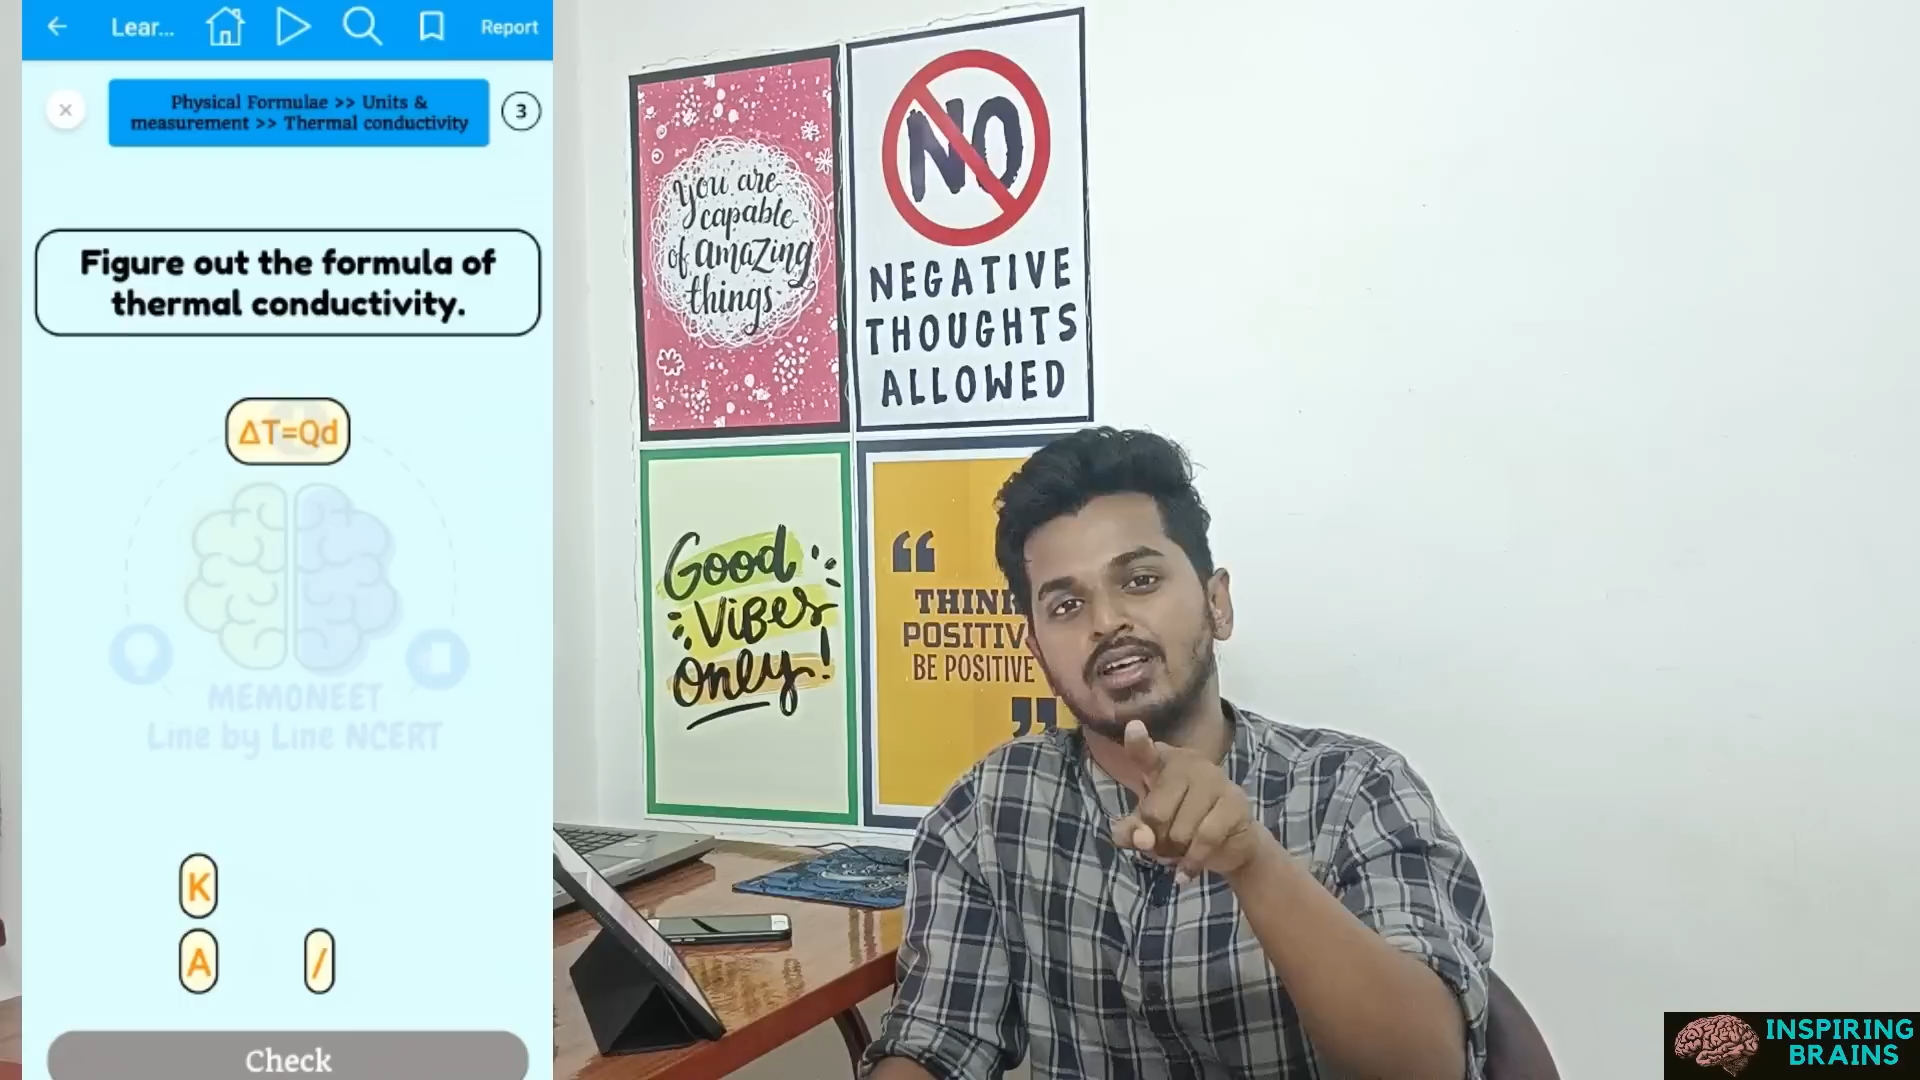 Lear...
Report
Physical Formulae >> Units &
measurement >> Thermal conductivity
3
Figure out the formula of
thermal conductivity.
ΔT=Qd
MEMONEET
Line by Line NCERT
K
A
/
Check
you are
capable
of amazing
things
NO
NEGATIVE
THOUGHTS
ALLOWED
Good
Vibes
only!
“
THINK
POSITIV
BE POSITIVE
”
INSPIRING
BRAINS